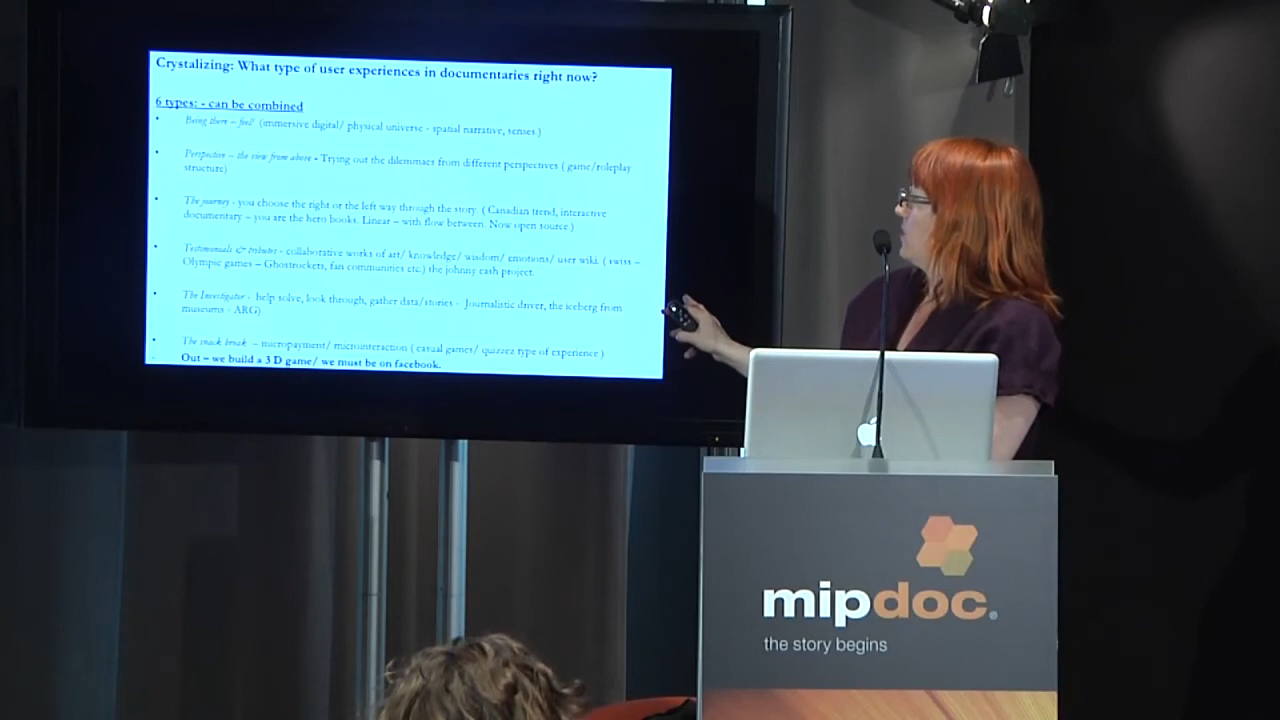 Crystalizing: What type of user experiences in documentaries right now?
6 types: - can be combined
• Being there – feel (immersive digital/ physical universe - spatial narrative, senses.)
• Perspective – the view from above - Trying out the dilemmaes from different perspectives ( game/roleplay
structure)
• The journey - you choose the right or the left way through the story. ( Canadian trend, interactive
documentary – you are the hero books. Linear – with flow between. Now open source.)
• Testimonials & tributes - collaborative works of art/ knowledge/ wisdom/ emotions/ user wiki. ( swiss –
Olympic games – Ghostrockets, fan communities etc.) the johnny cash project.
• The Investigator - help solve, look through, gather data/stories - Journalistic driver, the iceberg from
museums - ARG)
• The snack break – micropayment/ microinteraction ( casual games/ quizzez type of experience )
Out – we build a 3 D game/ we must be on facebook.
mipdoc®
the story begins